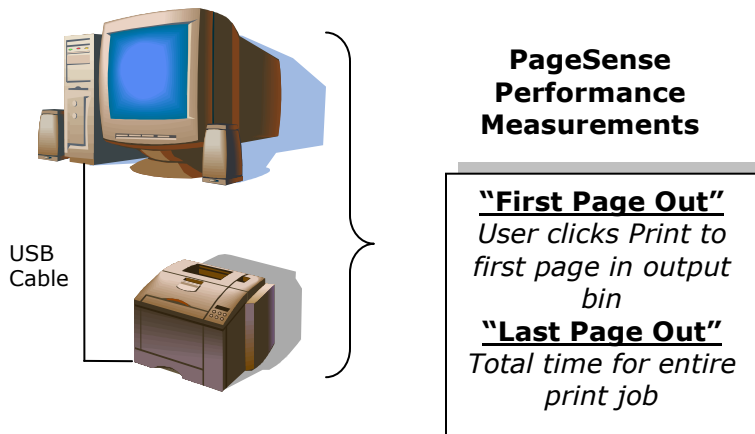 PageSense
Performance
Measurements
“First Page Out”
User clicks Print to
first page in output
bin
“Last Page Out”
Total time for entire
print job
USB
Cable